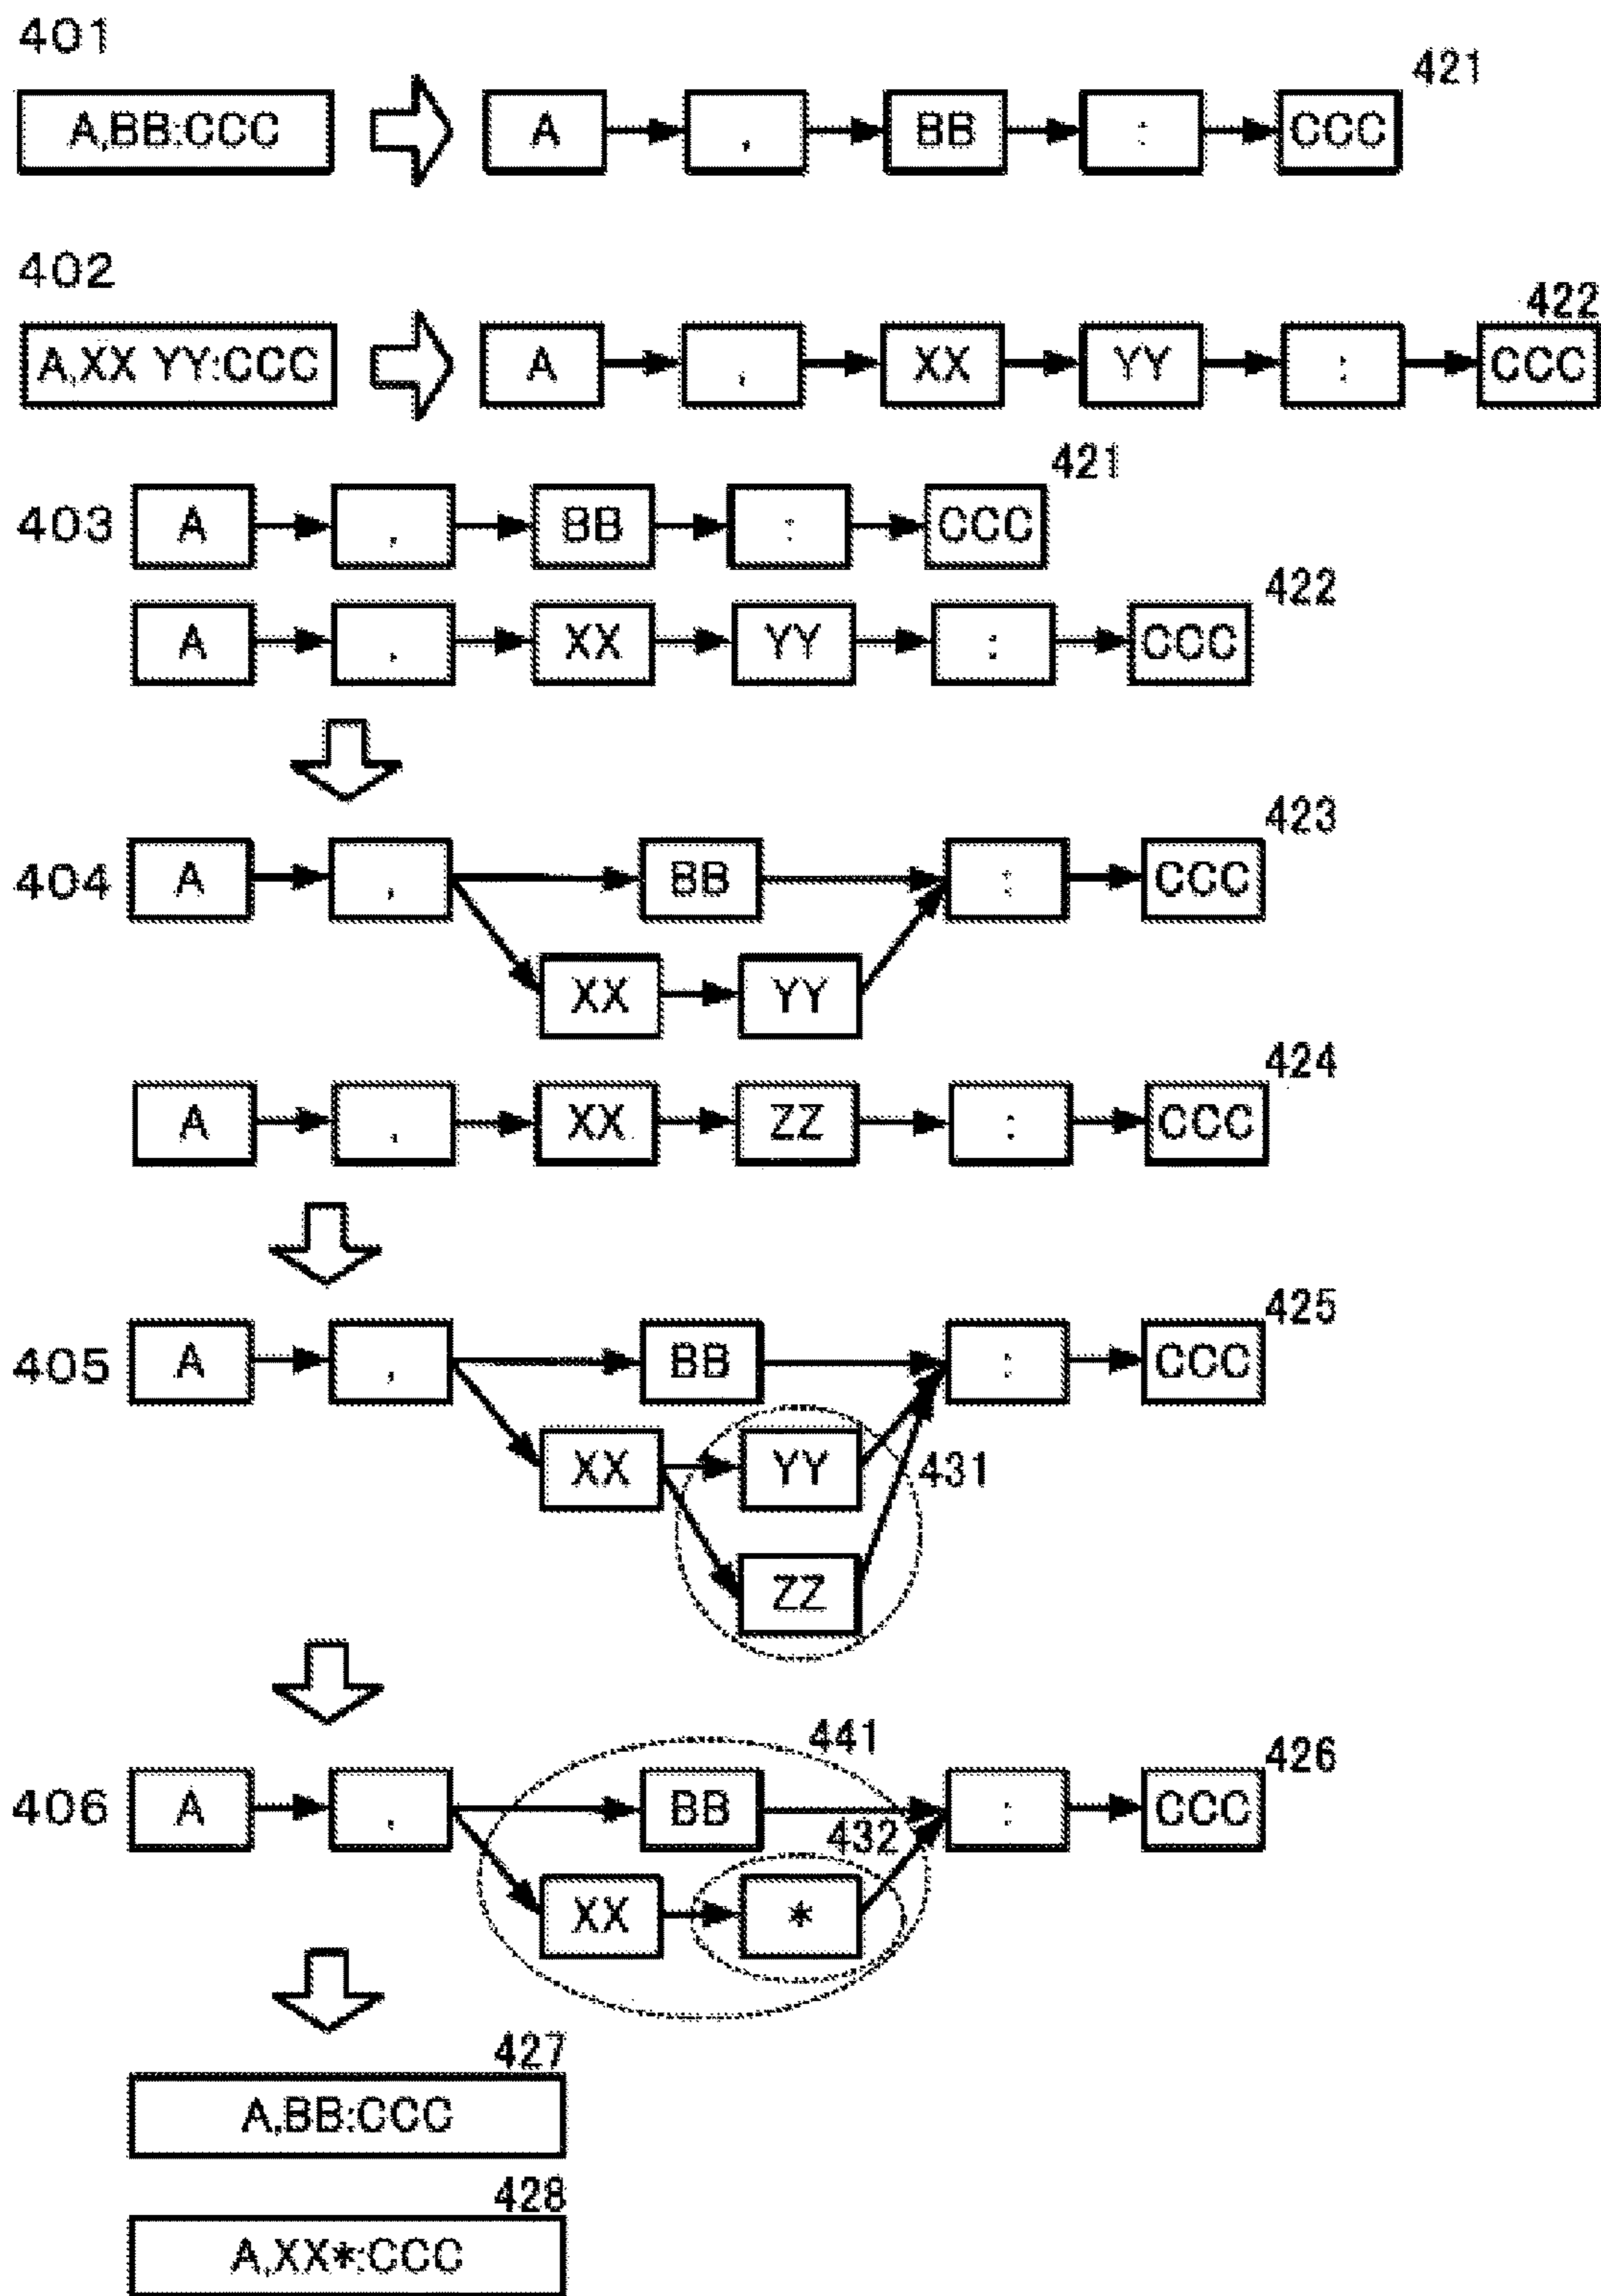 401
421
A,BB:CCC A , BB : CCC
402
422
A,XX YY:CCC A , XX YY : CCC
421
403 A , BB : CCC
422
A , XX YY : CCC
423
404 A , BB : CCC
XX YY
424
A , XX ZZ : CCC
425
405 A , BB : CCC
XX YY 431
ZZ
441
426
406 A , BB : CCC
432
XX *
427
A,BB:CCC
428
A,XX*:CCC